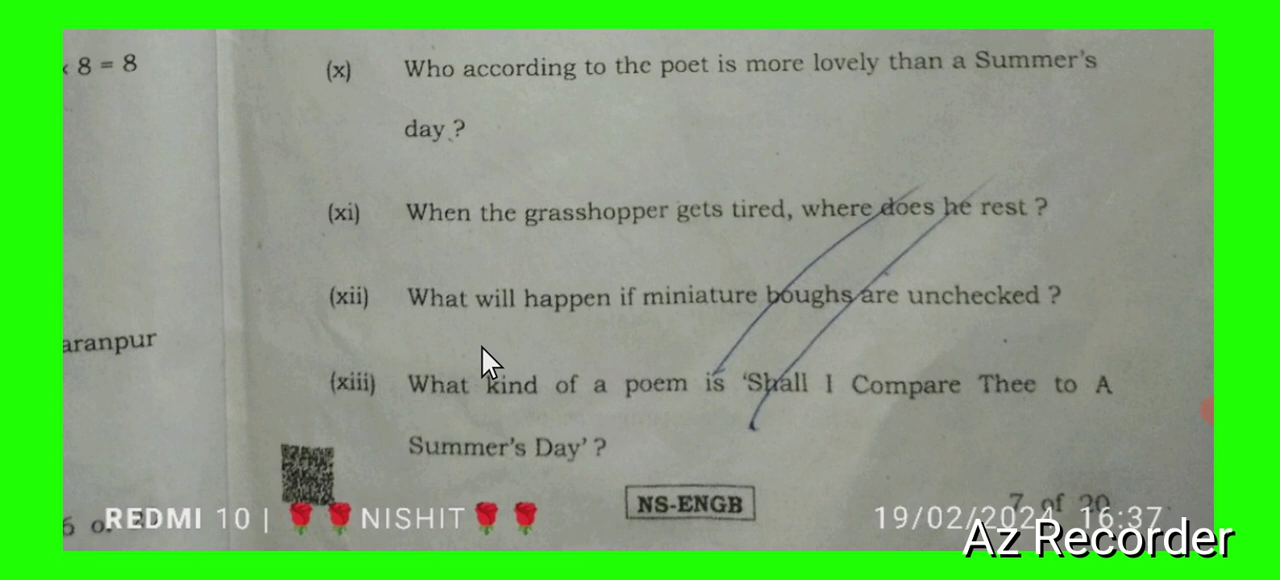 ‹ 8 = 8
(x) Who according to the poet is more lovely than a Summer's
day ?
(xi) When the grasshopper gets tired, where does he rest ?
(xii) What will happen if miniature boughs are unchecked ?
aranpur
(xiii) What kind of a poem is ‘Shall I Compare Thee to A
Summer's Day’ ?
NS-ENGB
7 of 20
REDMI 10 | NISHIT
19/02/2024 16:37
Az Recorder